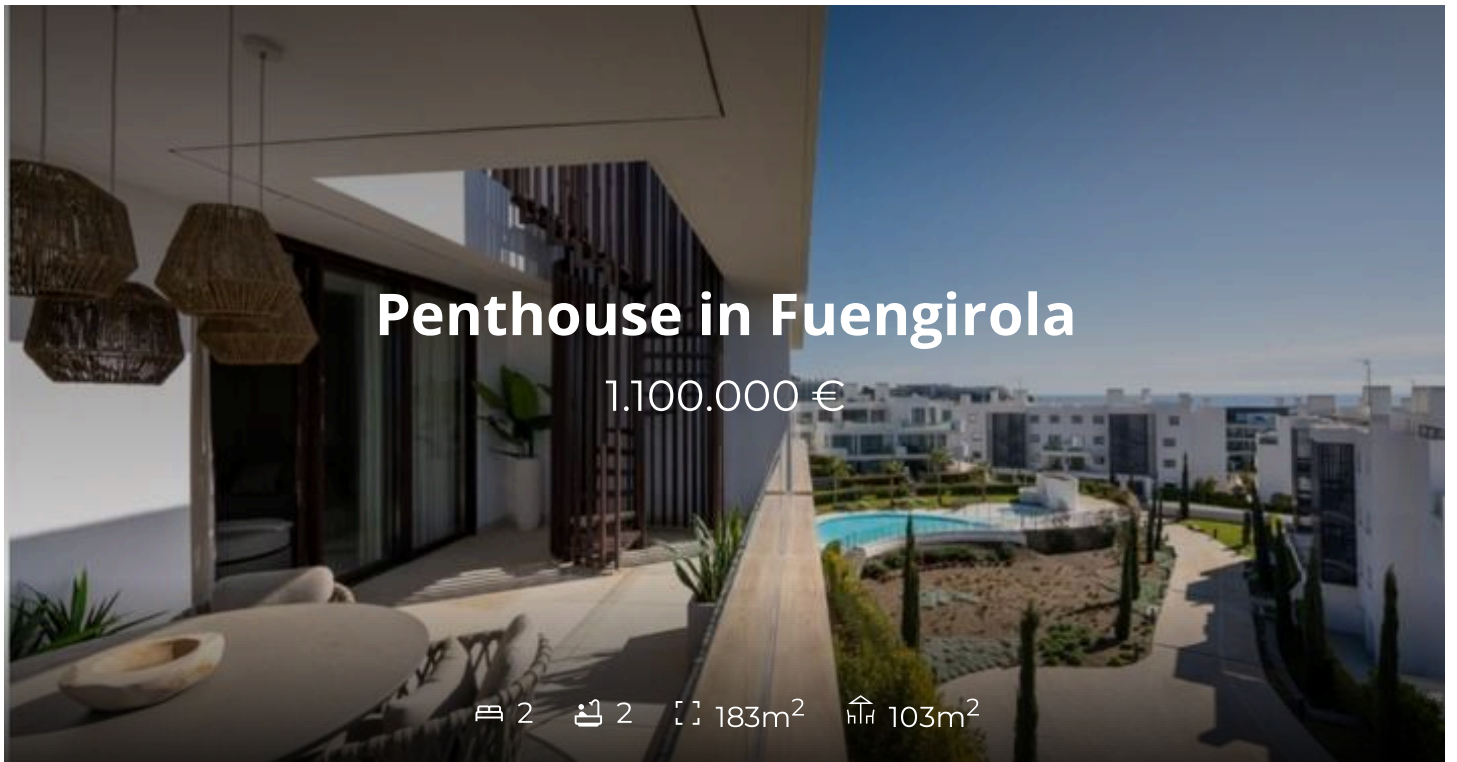 Penthouse in Fuengirola
1.100.000 €
2 2 183m² 103m²